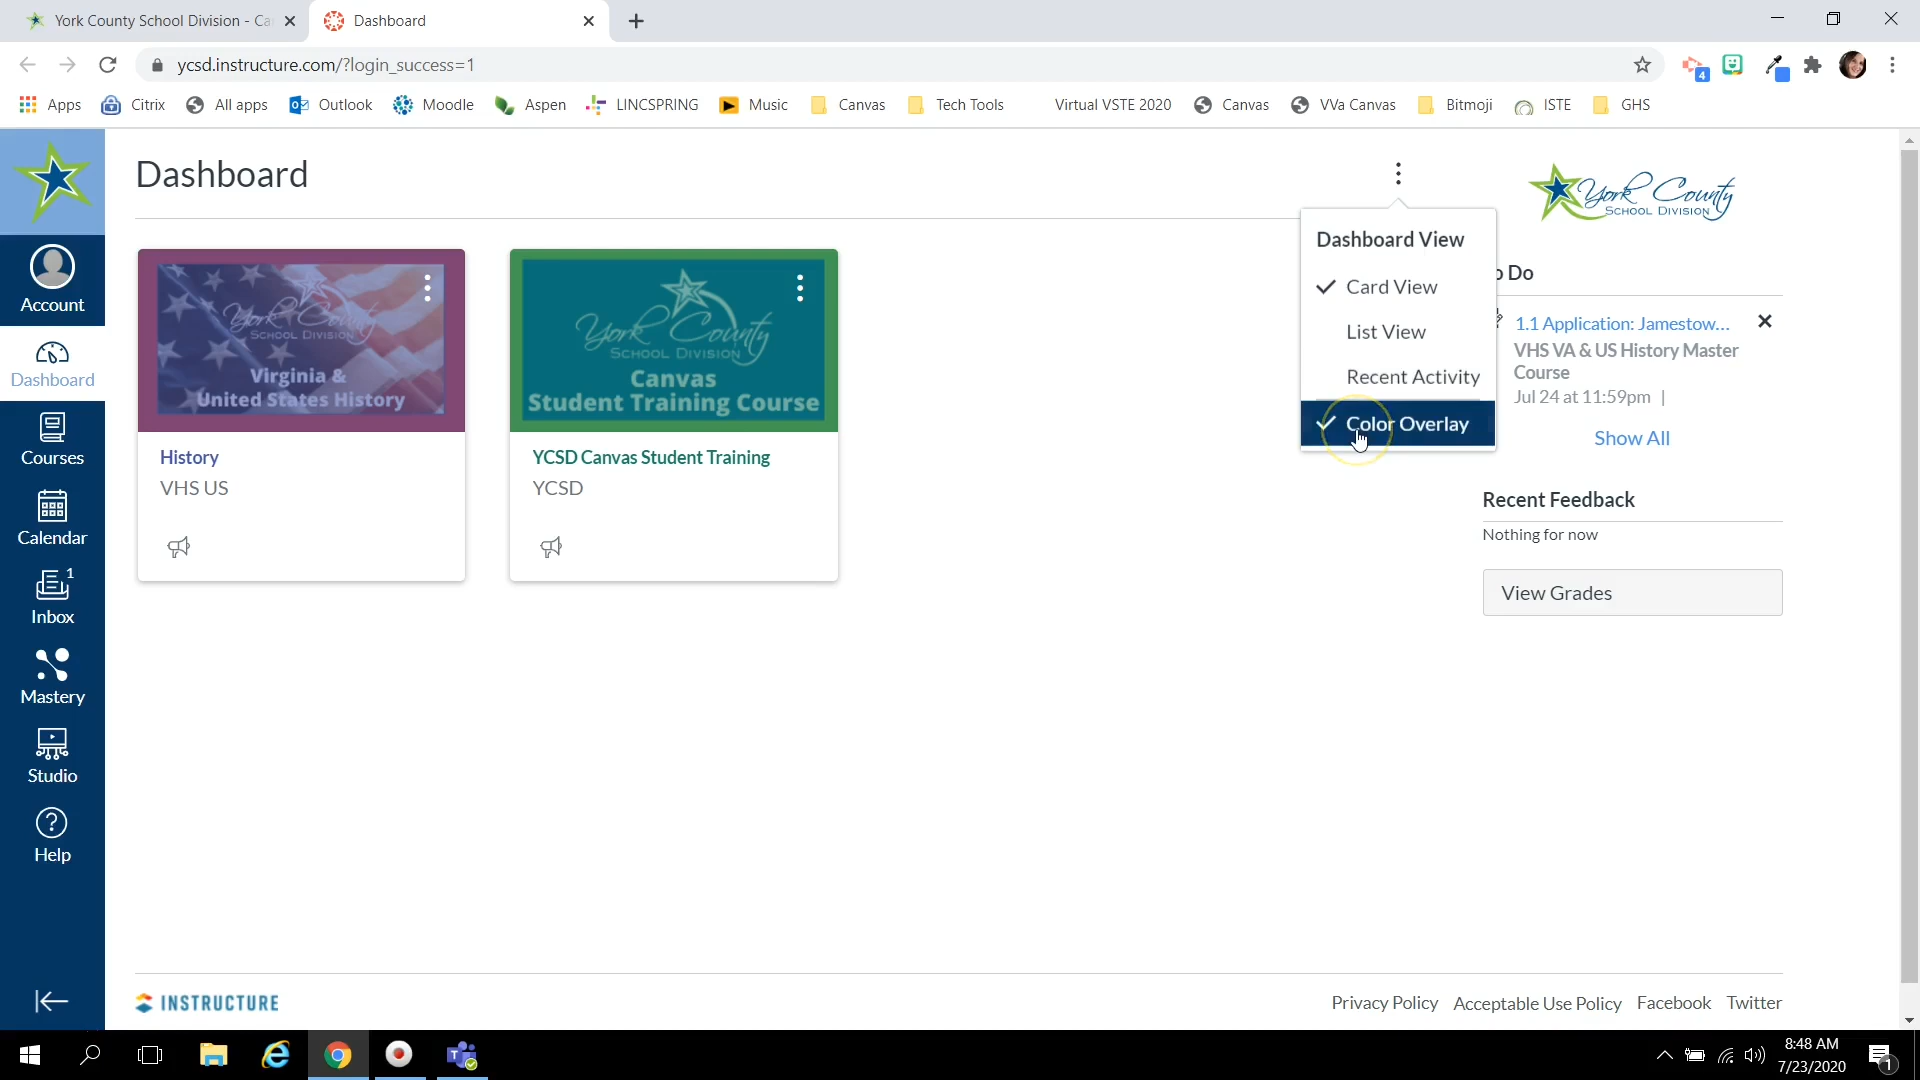 York County School Division - Ca
Dashboard
ycsd.instructure.com/?login_success=1
4
Apps Citrix All apps Outlook Moodle Aspen LINCSPRING Music Canvas Tech Tools Virtual VSTE 2020 Canvas VVa Canvas Bitmoji ISTE GHS
Dashboard
York County
SCHOOL DIVISION
Account
Dashboard
Courses
Calendar
1
Inbox
Mastery
Studio
Help
York County
SCHOOL DIVISION
Virginia &
United States History
History
VHS US
York County
SCHOOL DIVISION
Canvas
Student Training Course
YCSD Canvas Student Training
YCSD
Dashboard View
Card View
List View
Recent Activity
Color Overlay
o Do
1.1 Application: Jamestow...
VHS VA & US History Master
Course
Jul 24 at 11:59pm |
Show All
Recent Feedback
Nothing for now
View Grades
INSTRUCTURE
Privacy Policy Acceptable Use Policy Facebook Twitter
8:48 AM
7/23/2020
1